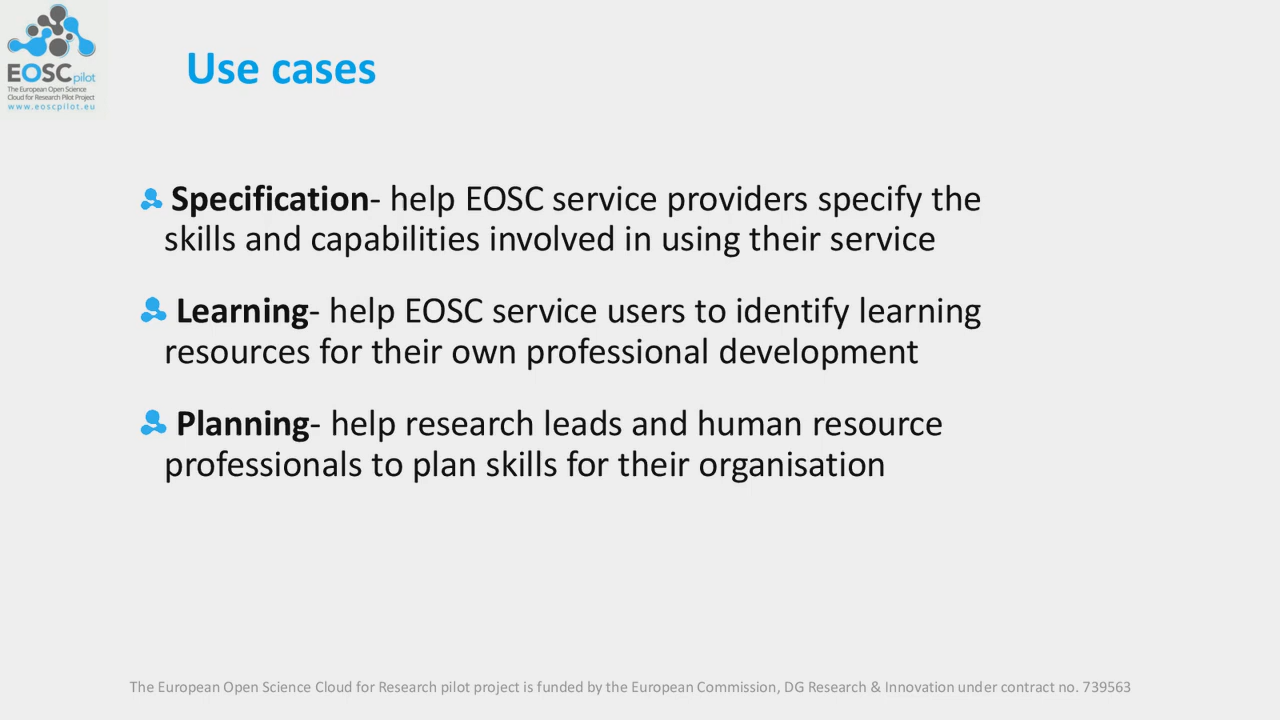 EOSCpilot
The European Open Science
Cloud for Research Pilot Project
www.eoscpilot.eu
Use cases
Specification- help EOSC service providers specify the
skills and capabilities involved in using their service
Learning- help EOSC service users to identify learning
resources for their own professional development
Planning- help research leads and human resource
professionals to plan skills for their organisation
The European Open Science Cloud for Research pilot project is funded by the European Commission, DG Research & Innovation under contract no. 739563